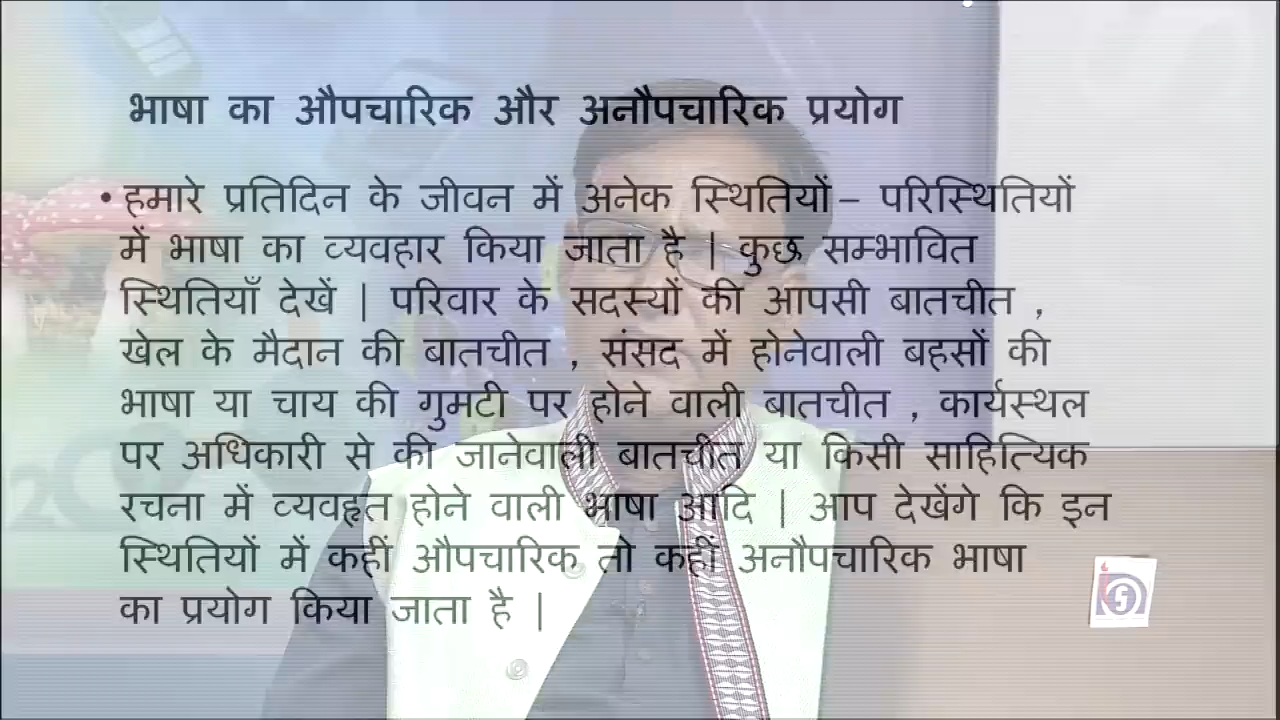 भाषा का औपचारिक और अनौपचारिक प्रयोग
• हमारे प्रतिदिन के जीवन में अनेक स्थितियों – परिस्थितियों
में भाषा का व्यवहार किया जाता है | कुछ सम्भावित
स्थितियाँ देखें | परिवार के सदस्यों की आपसी बातचीत ,
खेल के मैदान की बातचीत , संसद में होनेवाली बहसों की
भाषा या चाय की गुमटी पर होने वाली बातचीत , कार्यस्थल
पर अधिकारी से की जानेवाली बातचीत या किसी साहित्यिक
रचना में व्यवहृत होने वाली भाषा आदि | आप देखेंगे कि इन
स्थितियों में कहीं औपचारिक तो कहीं अनौपचारिक भाषा
का प्रयोग किया जाता है |